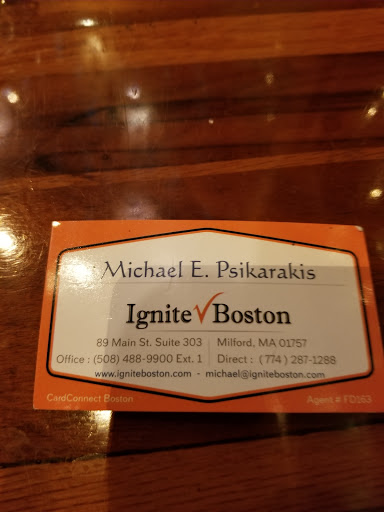 Michael E. Psikarakis
Ignite Boston
89 Main St. Suite 303 | Milford, MA 01757
Office : (508) 488-9900 Ext. 1 | Direct : (774) 287-1288
www.igniteboston.com - michael@igniteboston.com
CardConnect Boston Agent # FD163